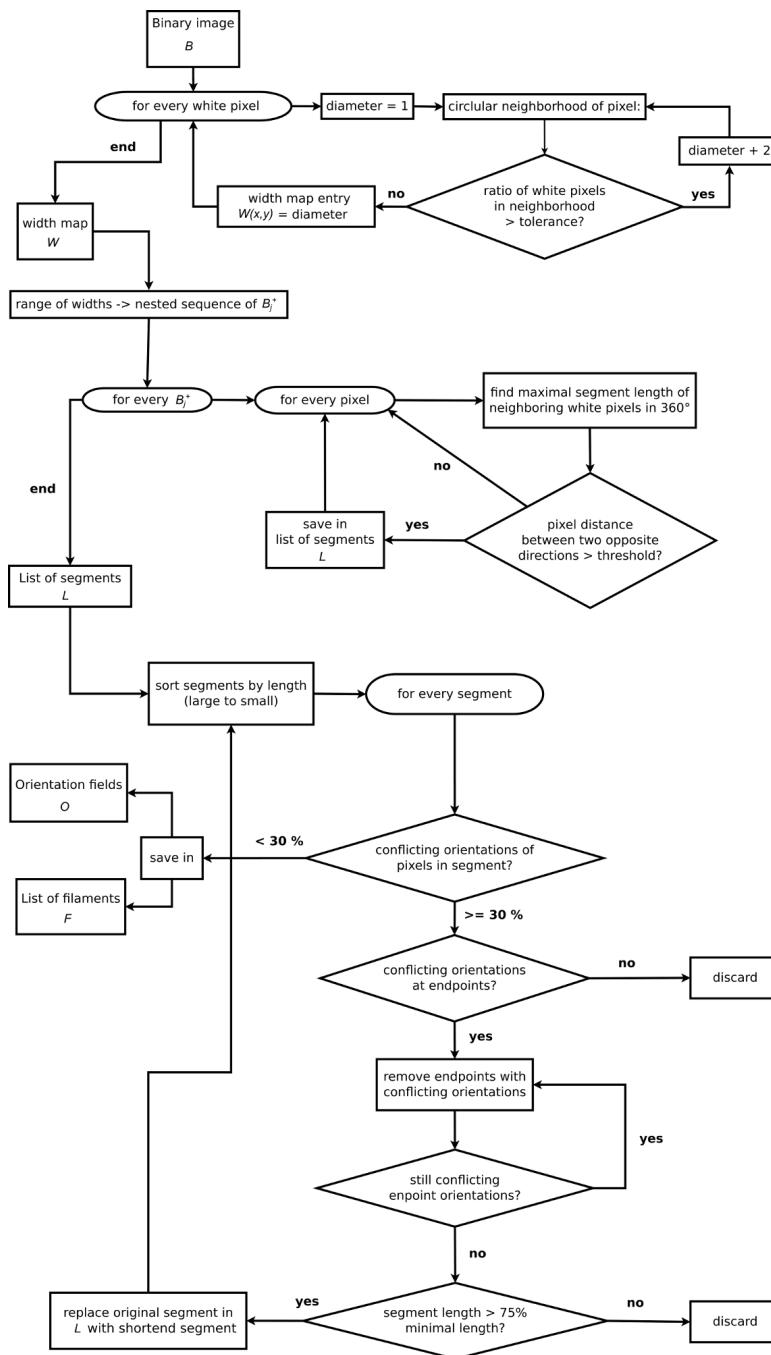 Binary image
B
for every white pixel
diameter = 1
circlular neighborhood of pixel:
end
diameter + 2
width map entry
W(x,y) = diameter
no
ratio of white pixels
in neighborhood
> tolerance?
yes
width map
W
range of widths -> nested sequence of Bj+
for every Bj+
for every pixel
find maximal segment length of
neighboring white pixels in 360°
no
end
save in
list of segments
L
yes
pixel distance
between two opposite
directions > threshold?
List of segments
L
sort segments by length
(large to small)
for every segment
Orientation fields
O
save in
< 30 %
conflicting orientations of
pixels in segment?
List of filaments
F
>= 30 %
conflicting orientations
at endpoints?
no
discard
yes
remove endpoints with
conflicting orientations
yes
still conflicting
enpoint orientations?
no
replace original segment in
L with shortend segment
yes
segment length > 75%
minimal length?
no
discard